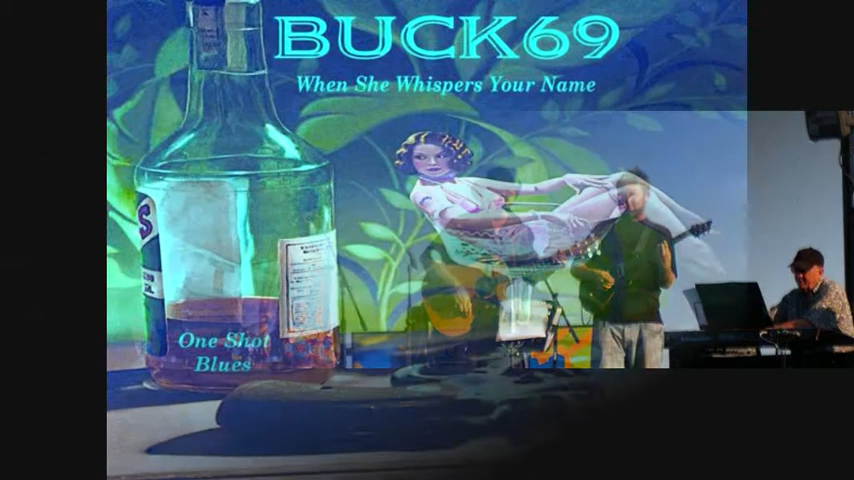 BUCK69
When She Whispers Your Name
S
One Shot
Blues